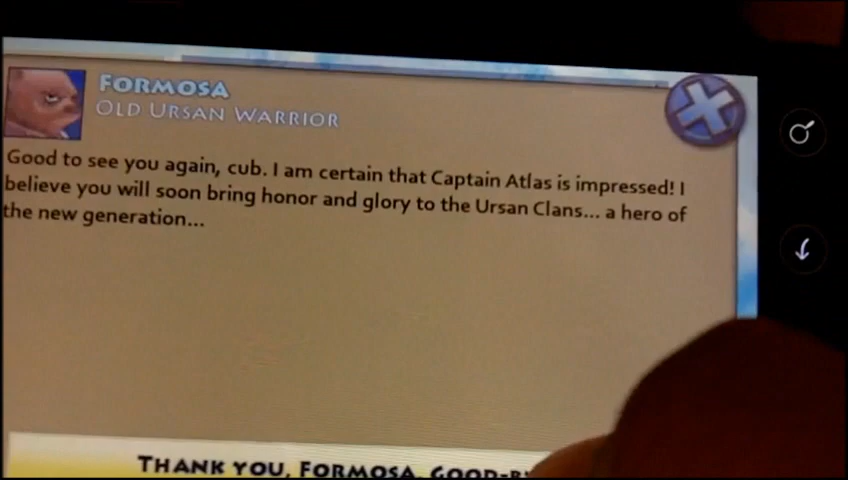 FORMOSA
OLD URSAN WARRIOR
Good to see you again, cub. I am certain that Captain Atlas is impressed! I
believe you will soon bring honor and glory to the Ursan Clans... a hero of
the new generation...
THANK YOU, FORMOSA. GOOD-